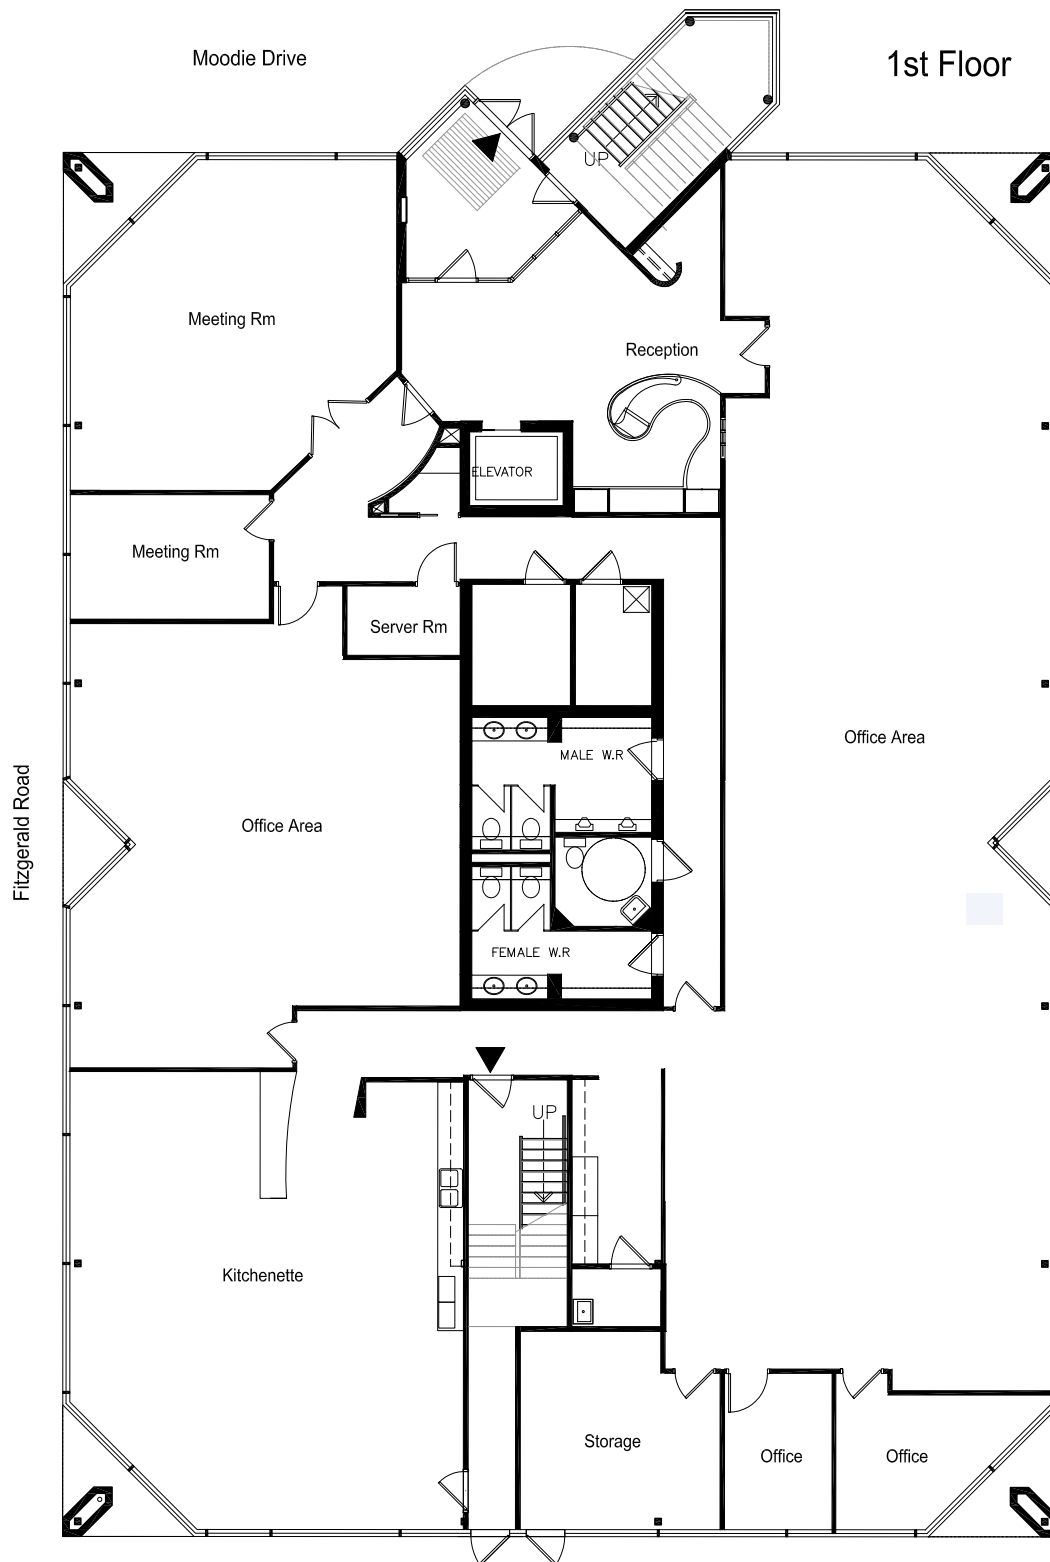 Moodie Drive
1st Floor
UP
Meeting Rm
Reception
ELEVATOR
Meeting Rm
Server Rm
Office Area
MALE W.R
Fitzgerald Road
Office Area
FEMALE W.R
UP
Kitchenette
Storage
Office
Office